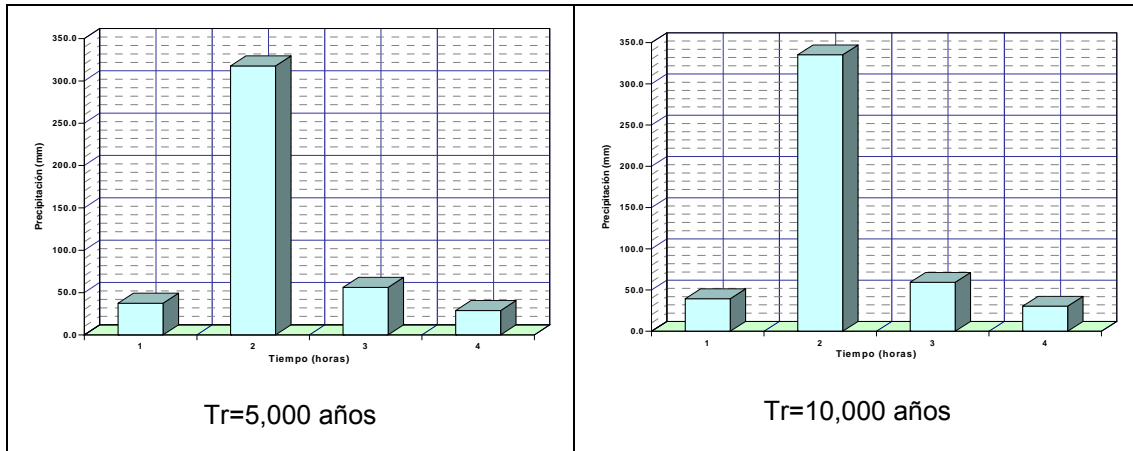 350.0
300.0
250.0
200.0
150.0
100.0
50.0
0.0
Precipitación (mm)
1 2 3 4
Tiempo (horas)
Tr=5,000 años
350.0
300.0
250.0
200.0
150.0
100.0
50.0
0.0
Precipitación (mm)
1 2 3 4
Tiempo (horas)
Tr=10,000 años